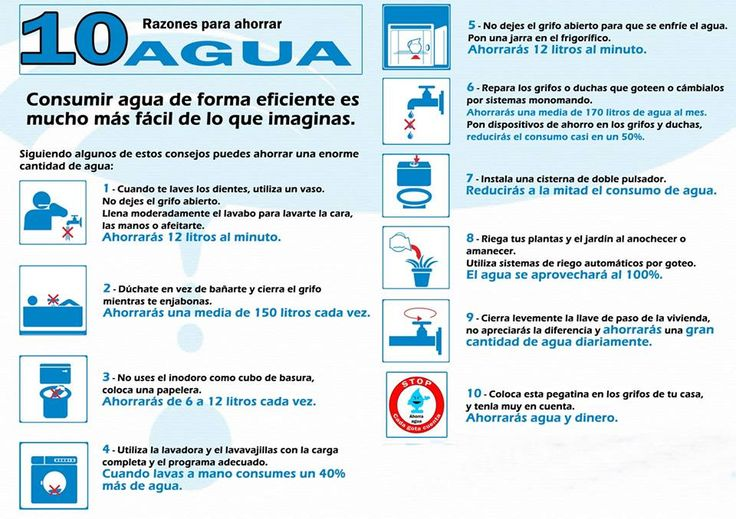 10 Razones para ahorrar
AGUA
Consumir agua de forma eficiente es
mucho más fácil de lo que imaginas.
Siguiendo algunos de estos consejos puedes ahorrar una enorme
cantidad de agua:
1 - Cuando te laves los dientes, utiliza un vaso.
No dejes el grifo abierto.
Llena moderadamente el lavabo para lavarte la cara,
las manos o afeitarte.
Ahorrarás 12 litros al minuto.
2 - Dúchate en vez de bañarte y cierra el grifo
mientras te enjabonas.
Ahorrarás una media de 150 litros cada vez.
3 - No uses el inodoro como cubo de basura,
coloca una papelera.
Ahorrarás de 6 a 12 litros cada vez.
4 - Utiliza la lavadora y el lavavajillas con la carga
completa y el programa adecuado.
Cuando lavas a mano consumes un 40%
más de agua.
5 - No dejes el grifo abierto para que se enfríe el agua.
Pon una jarra en el frigorífico.
Ahorrarás 12 litros al minuto.
6 - Repara los grifos o duchas que goteen o cámbialos
por sistemas monomando.
Ahorrarás una media de 170 litros de agua al mes.
Pon dispositivos de ahorro en los grifos y duchas,
reducirás el consumo casi en un 50%.
7 - Instala una cisterna de doble pulsador.
Reducirás a la mitad el consumo de agua.
8 - Riega tus plantas y el jardín al anochecer o
amanecer.
Utiliza sistemas de riego automáticos por goteo.
El agua se aprovechará al 100%.
9 - Cierra levemente la llave de paso de la vivienda,
no apreciarás la diferencia y ahorrarás una gran
cantidad de agua diariamente.
STOP
Ahorra
agua
Cada gota cuenta
10 - Coloca esta pegatina en los grifos de tu casa,
y tenla muy en cuenta.
Ahorrarás agua y dinero.